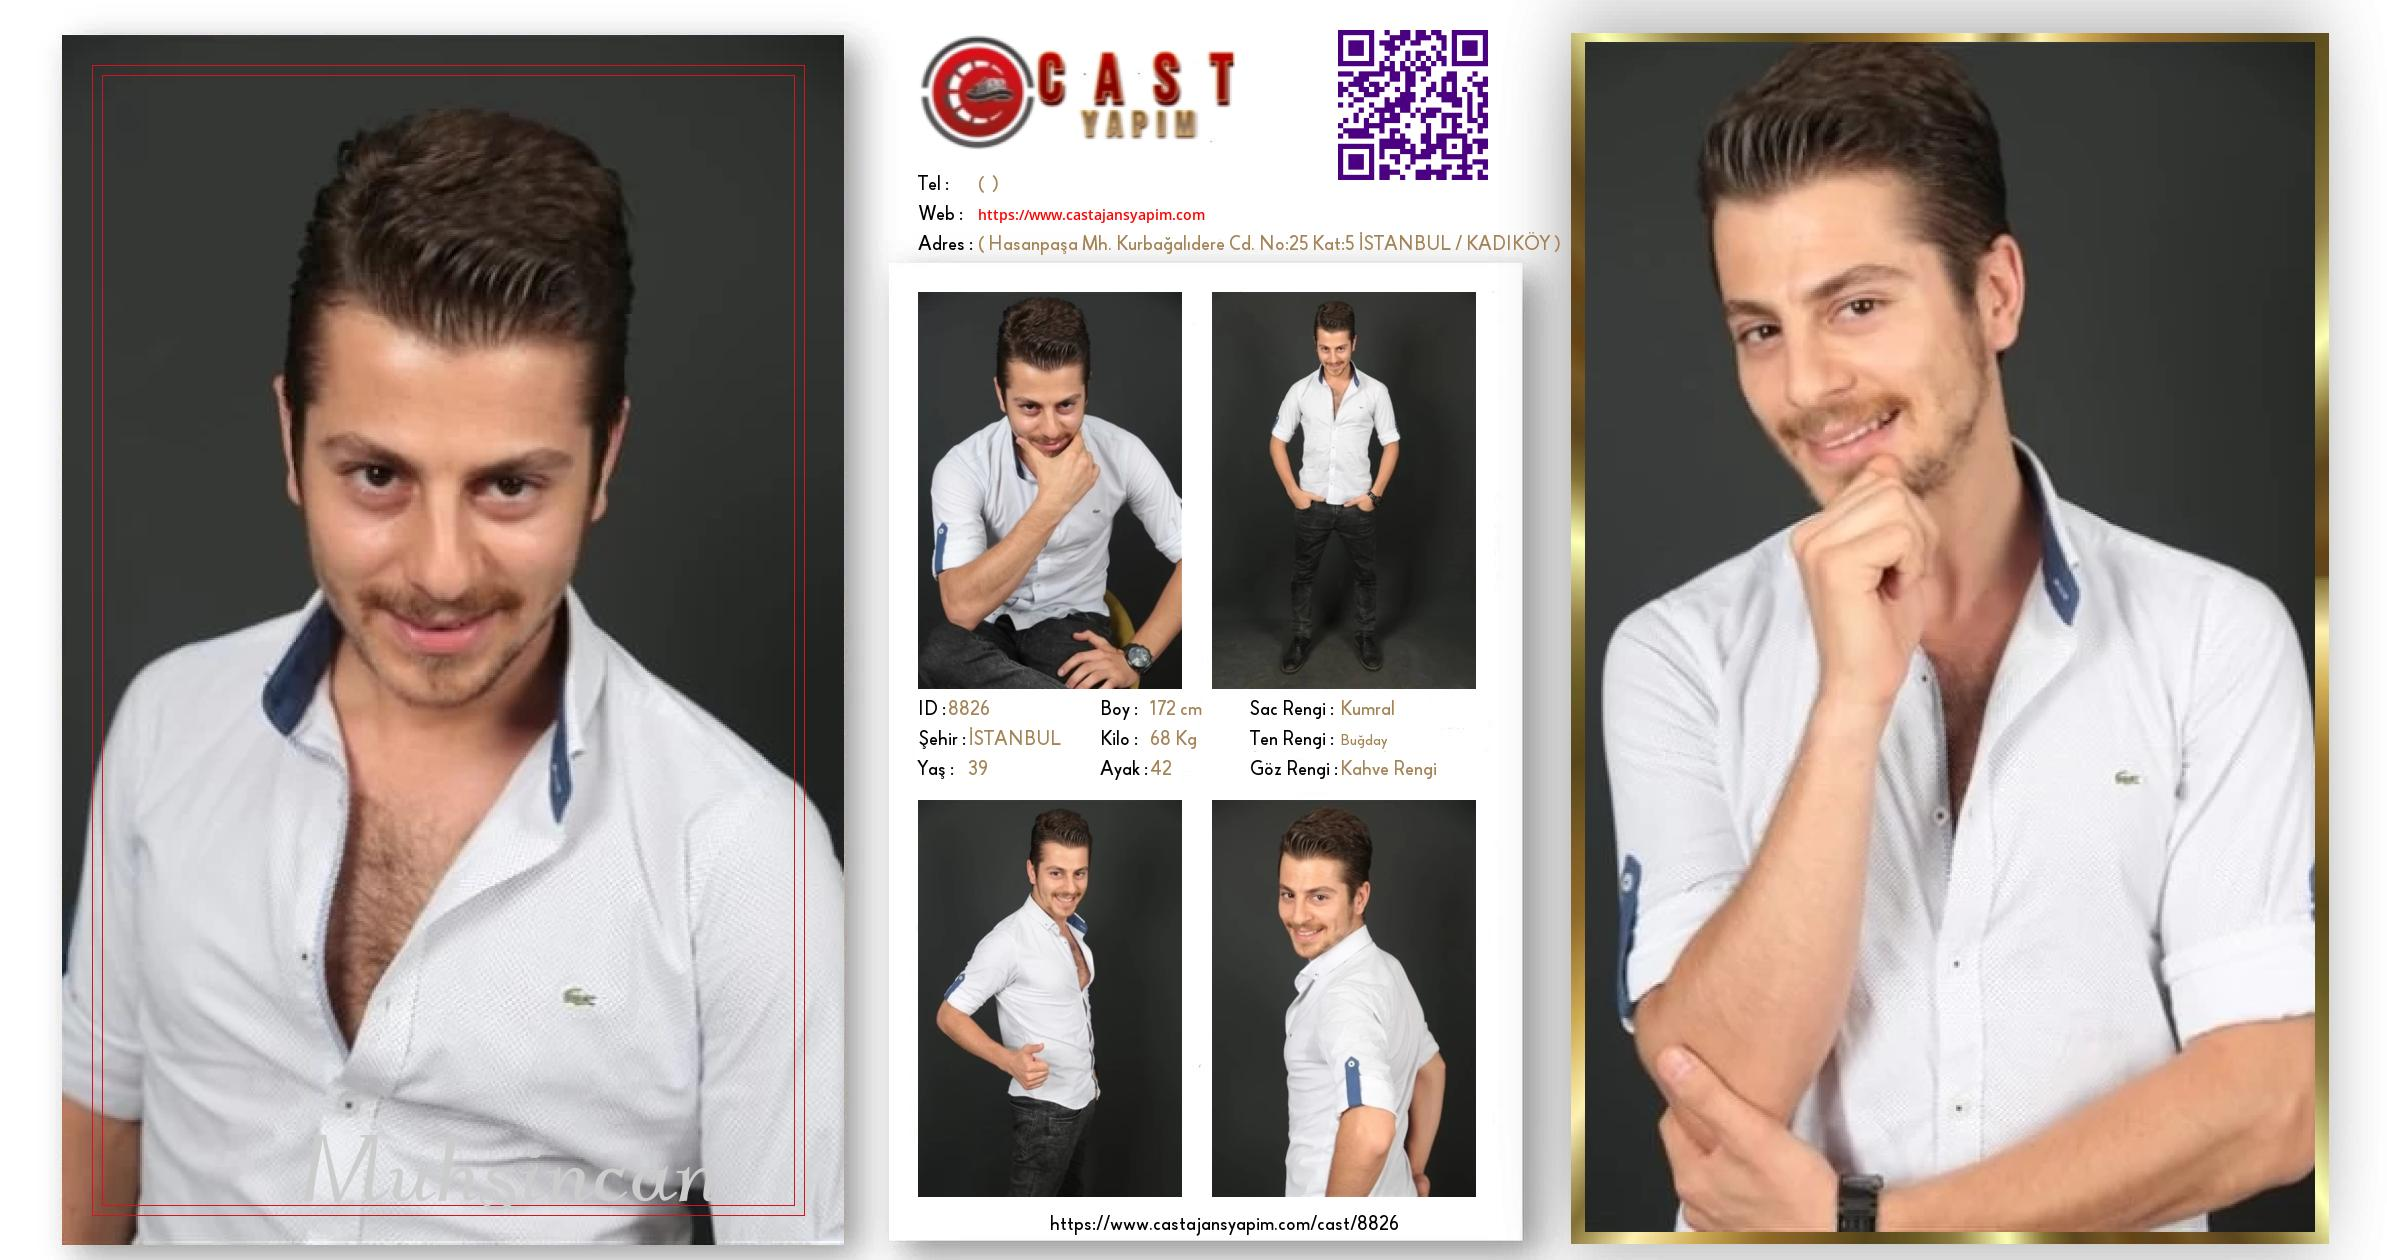 Muhşincan
CAST
YAPIM
Tel : ( )
Web : https://www.castajansyapim.com
Adres : ( Hasanpaşa Mh. Kurbağalıdere Cd. No:25 Kat:5 İSTANBUL / KADIKÖY )
ID : 8826 Boy : 172 cm Sac Rengi : Kumral
Şehir : İSTANBUL Kilo : 68 Kg Ten Rengi : Buğday
Yaş : 39 Ayak : 42 Göz Rengi : Kahve Rengi
https://www.castajansyapim.com/cast/8826